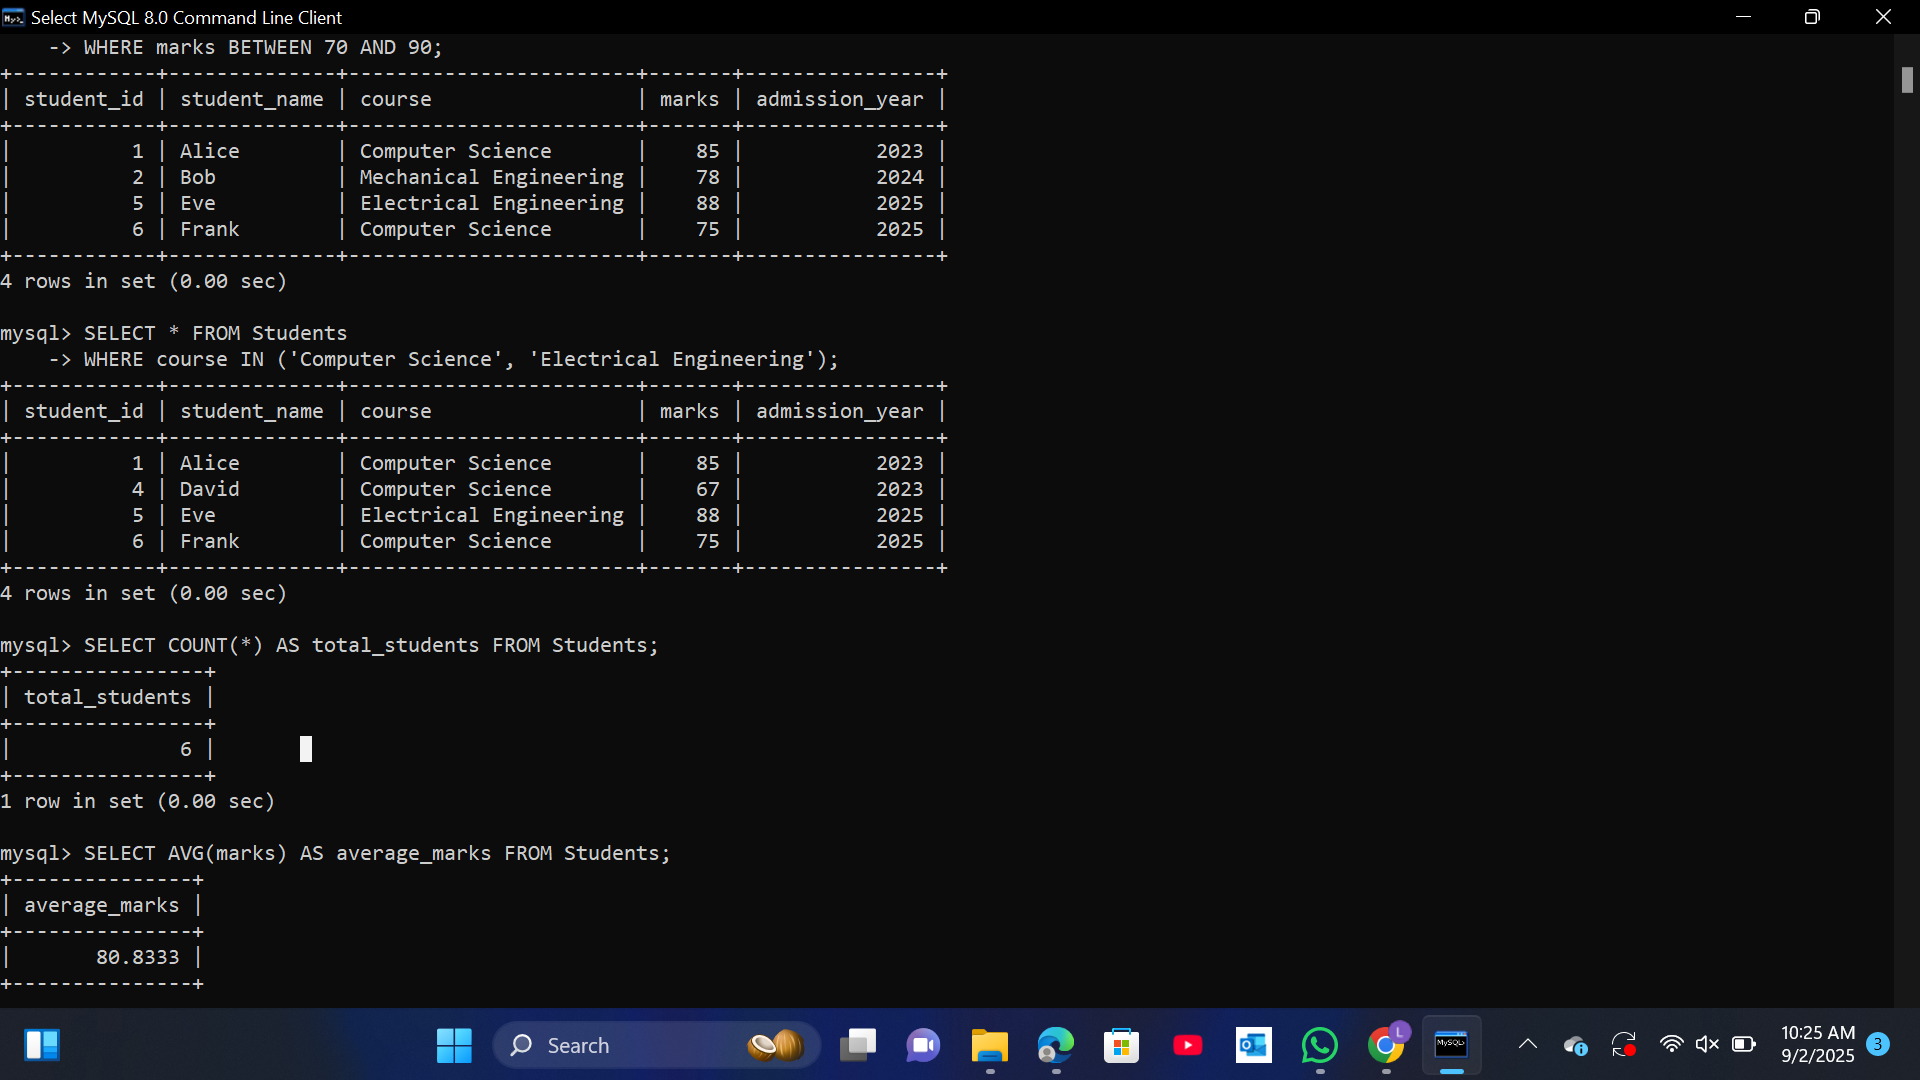 Select MySQL 8.0 Command Line Client
    -> WHERE marks BETWEEN 70 AND 90;
+------------+--------------+------------------------+-------+----------------+
| student_id | student_name | course                 | marks | admission_year |
+------------+--------------+------------------------+-------+----------------+
|          1 | Alice        | Computer Science       |    85 |           2023 |
|          2 | Bob          | Mechanical Engineering |    78 |           2024 |
|          5 | Eve          | Electrical Engineering |    88 |           2025 |
|          6 | Frank        | Computer Science       |    75 |           2025 |
+------------+--------------+------------------------+-------+----------------+
4 rows in set (0.00 sec)
mysql> SELECT * FROM Students
    -> WHERE course IN ('Computer Science', 'Electrical Engineering');
+------------+--------------+------------------------+-------+----------------+
| student_id | student_name | course                 | marks | admission_year |
+------------+--------------+------------------------+-------+----------------+
|          1 | Alice        | Computer Science       |    85 |           2023 |
|          4 | David        | Computer Science       |    67 |           2023 |
|          5 | Eve          | Electrical Engineering |    88 |           2025 |
|          6 | Frank        | Computer Science       |    75 |           2025 |
+------------+--------------+------------------------+-------+----------------+
4 rows in set (0.00 sec)
mysql> SELECT COUNT(*) AS total_students FROM Students;
+----------------+
| total_students |
+----------------+
|              6 |
+----------------+
1 row in set (0.00 sec)
mysql> SELECT AVG(marks) AS average_marks FROM Students;
+---------------+
| average_marks |
+---------------+
|       80.8333 |
+---------------+
Search
L
MySQL
10:25 AM
9/2/2025
3